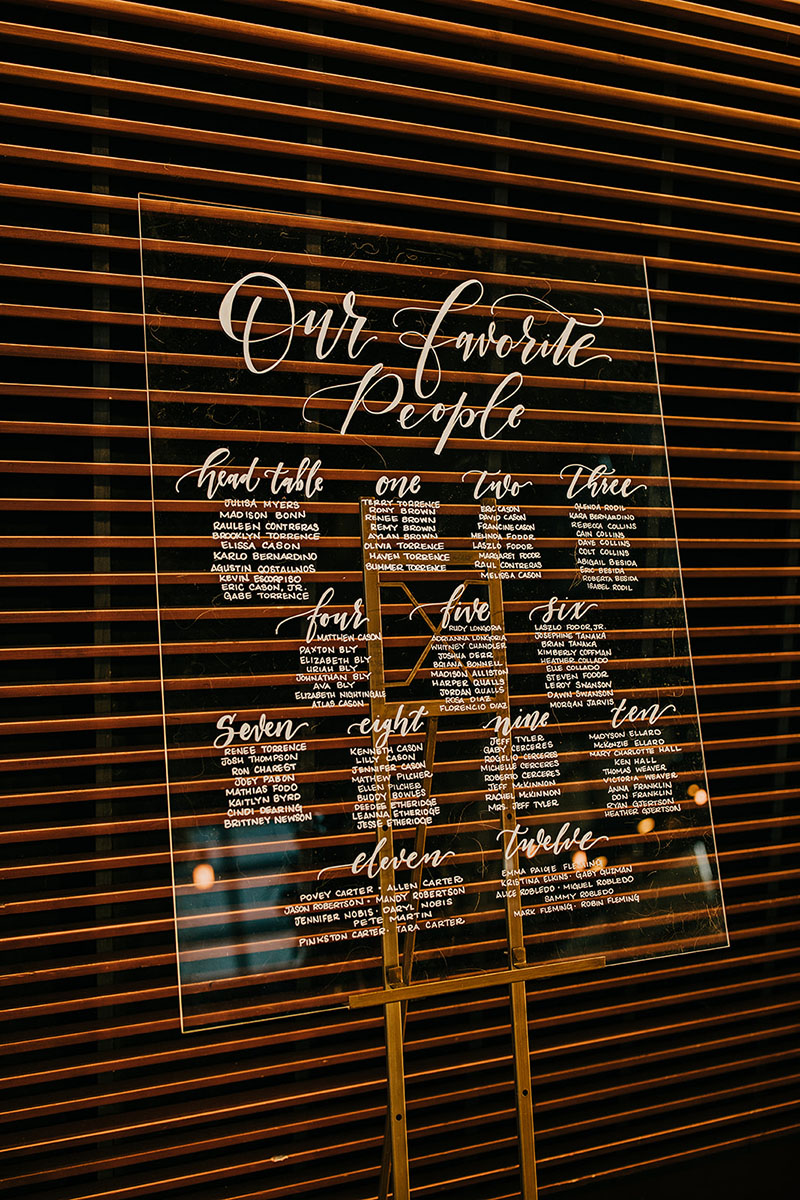 Our Favorite
People
head table
JULISA MYERS
MADISON BONN
RAULEEN CONTRERAS
BROOKLYN TORRENCE
ELISSA CASON
KARLO BERNARDINO
AGUSTIN COSTALLNOS
KEVIN ESCORPISO
ERIC CASON, JR.
GABE TORRENCE
one
TERRY TORRENCE
RONY BROWN
RENEE BROWN
REMY BROWN
AYLAN BROWN
OLIVIA TORRENCE
HAVEN TORRENCE
SUMMER TORRENCE
two
ERIC CASON
DAVID CASON
FRANCINE CASON
MELINDA FODOR
LASZLO FODOR
MARGARET FODOR
RAUL CONTRERAS
MELISSA CASON
Three
GLENDA RODIL
KARA BERNARDINO
REBECCA COLLINS
CAIN COLLINS
DAVE COLLINS
COLT COLLINS
ABIGAIL BESIDA
ERIC BESIDA
ROBERTA BESIDA
ISABEL RODIL
four
MATTHEW CASON
PAXTON BLY
ELIZABETH BLY
URIAH BLY
JOHNATHAN BLY
AVA BLY
ELIZABETH NIGHTINGALE
ATLAS CASON
five
RUDY LONGORIA
ADRIANNA LONGORIA
WHITNEY CHANDLER
JOSHUA DERR
BRIANA BONNELL
MADISON ALLISTON
HARPER QUALLS
JORDAN QUALLS
ROSA DIAZ
FLORENCIO DIAZ
six
LASZLO FODOR, JR.
JOSEPHINE TANAKA
BRIAN TANAKA
KIMBERLY COFFMAN
HEATHER COLLADO
ELLE COLLADO
STEVEN FODOR
LEROY SWANSON
DAWN SWANSON
MORGAN JARVIS
Seven
RENEE TORRENCE
JOSH THOMPSON
RON CHAREST
JOEY PABON
MATHIAS FODO
KAITLYN BYRD
CINDI DEARING
BRITTNEY NEWSON
eight
KENNETH CASON
LILLY CASON
JENNIFER CASON
MATHEW PILCHER
ELLEN PILCHER
BUDDY BOWLES
DEEDEE ETHERIDGE
LEANNA ETHERIDGE
JESSE ETHERIDGE
nine
JEFF TYLER
GABY CERCERES
ROGELIO CERCERES
MICHELLE CERCERES
ROBERTO CERCERES
JEFF MCKINNON
RACHEL MCKINNON
MRS. JEFF TYLER
ten
MADYSON ELLARD
MCKENZIE ELLARD
MARY CHARLOTTE HALL
KEN HALL
THOMAS WEAVER
VICTORIA WEAVER
ANNA FRANKLIN
DON FRANKLIN
RYAN GJERTSON
HEATHER GJERTSON
eleven
POVEY CARTER · ALLEN CARTER
JASON ROBERTSON · MANDY ROBERTSON
JENNIFER NOBIS · DARYL NOBIS
PETE MARTIN
PINKSTON CARTER · TARA CARTER
twelve
EMMA PAIGE FLEMING
KRISTINA ELKINS · GABY GUZMAN
ALICE ROBLEDO · MIGUEL ROBLEDO
SAMMY ROBLEDO
MARK FLEMING · ROBIN FLEMING